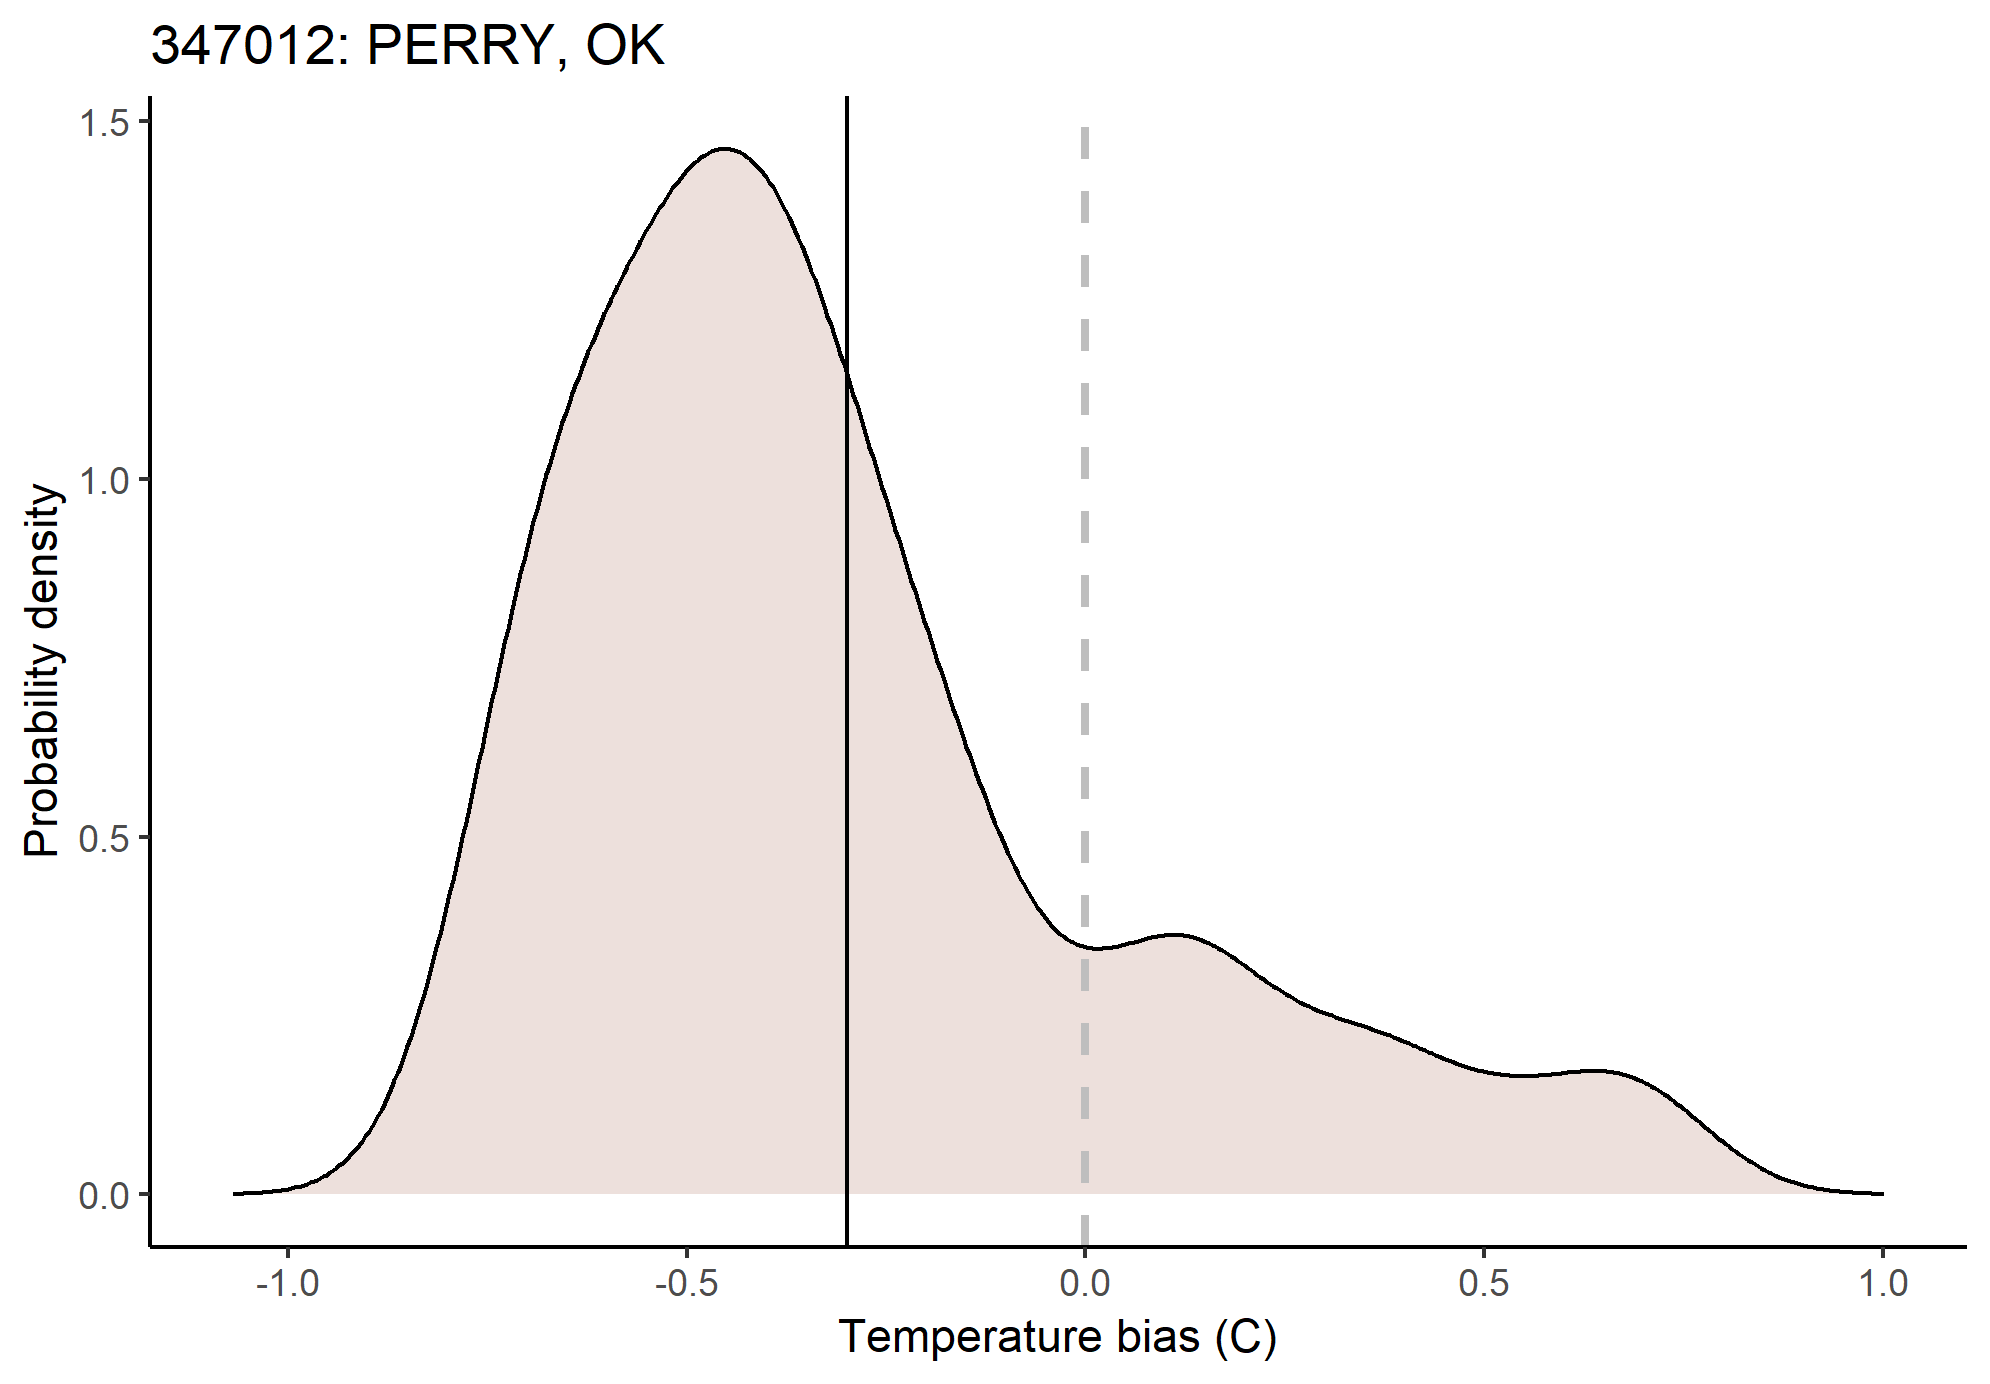 347012: PERRY, OK
1.5
1.0
0.5
0.0
Probability density
-1.0 -0.5 0.0 0.5 1.0
Temperature bias (C)